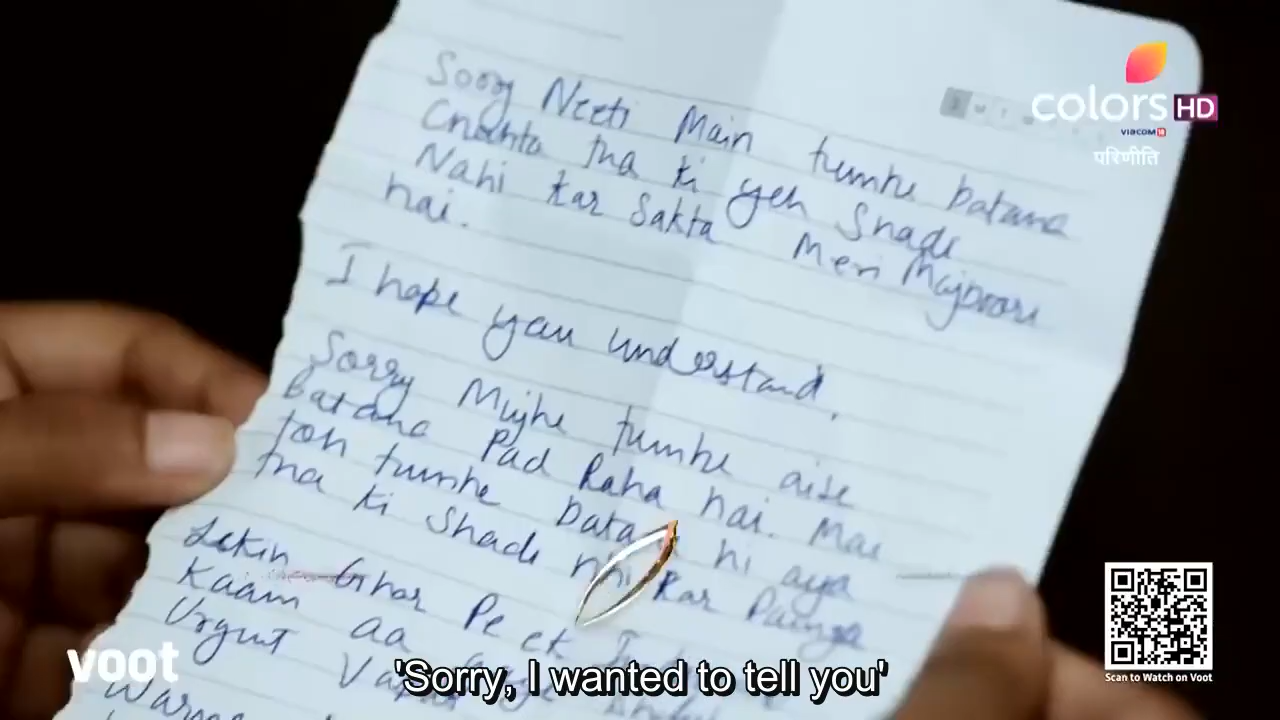 colors HD
VIACOM18
परिणीति
Sorry Neeti Main tumhe batana
Chahta tha ki yeh Shadi
Nahi kar Sakta Meri Majboori
hai.
I hope you understand.
Sorry Mujhe tumhe aise
batana Pad Raha hai. Mai
toh tumhe batane hi aya
tha ki Shadi nhi kar Paunga
Lekin Ghar Pe ek
Kaam aa gaya
Urgent
voot
'Sorry, I wanted to tell you'
Scan to Watch on Voot